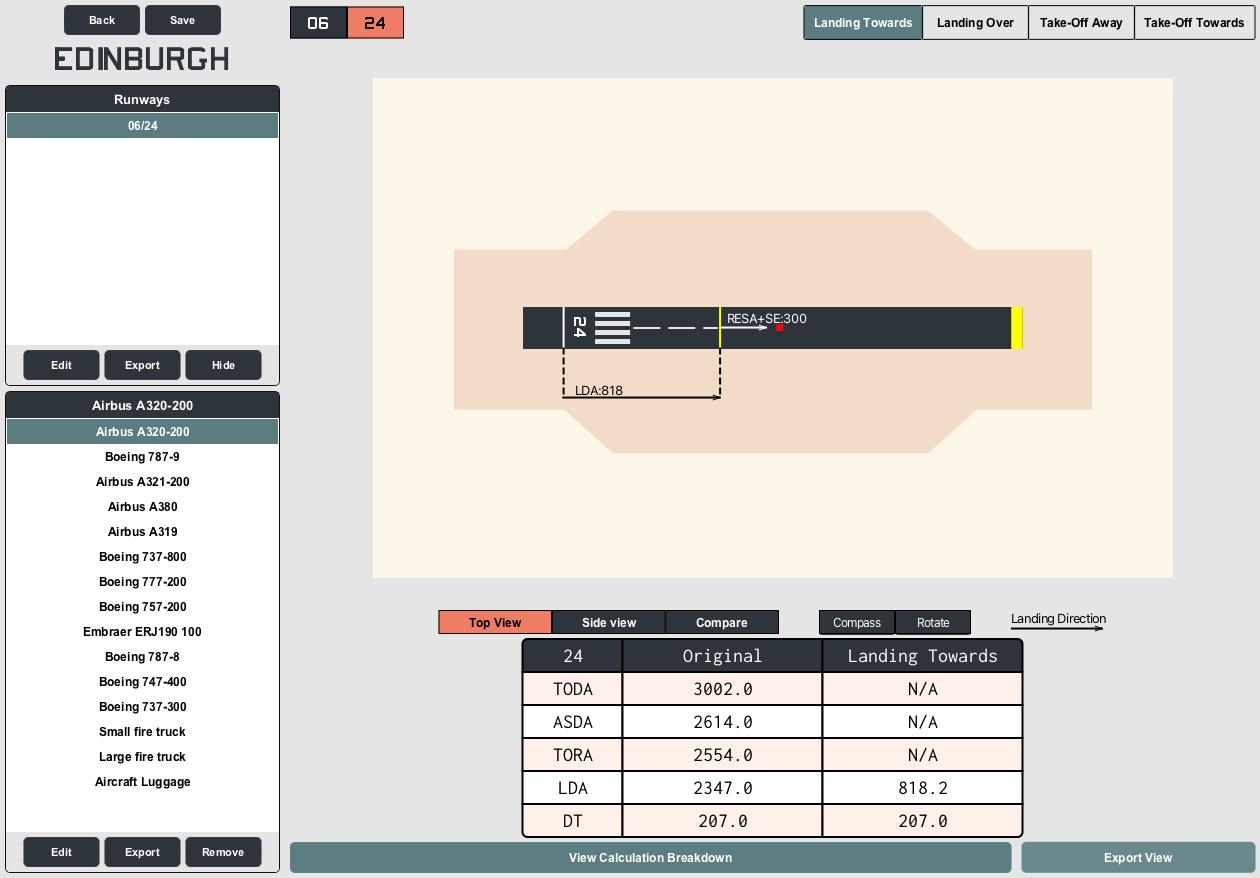 Back
Save
EDINBURGH
Runways
06/24
Edit
Export
Hide
Airbus A320-200
Airbus A320-200
Boeing 787-9
Airbus A321-200
Airbus A380
Airbus A319
Boeing 737-800
Boeing 777-200
Boeing 757-200
Embraer ERJ190 100
Boeing 787-8
Boeing 747-400
Boeing 737-300
Small fire truck
Large fire truck
Aircraft Luggage
Edit
Export
Remove
06
24
Landing Towards
Landing Over
Take-Off Away
Take-Off Towards
24
RESA+SE:300
LDA:818
Top View
Side view
Compare
Compass
Rotate
Landing Direction
24 Original Landing Towards
TODA 3002.0 N/A
ASDA 2614.0 N/A
TORA 2554.0 N/A
LDA 2347.0 818.2
DT 207.0 207.0
View Calculation Breakdown
Export View